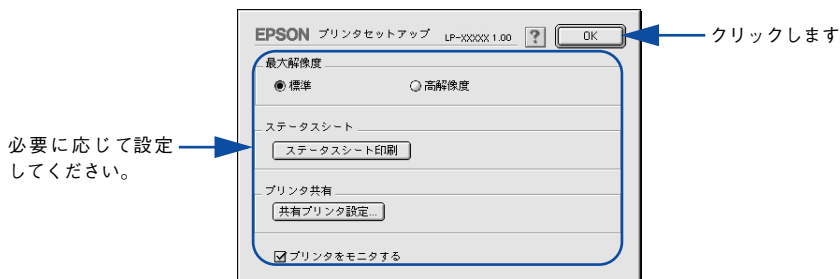 EPSON プリンタセットアップ LP-XXXXX 1.00 ? OK
クリックします
最大解像度
標準 高解像度
ステータスシート
ステータスシート印刷
必要に応じて設定
してください。
プリンタ共有
共有プリンタ設定...
プリンタをモニタする